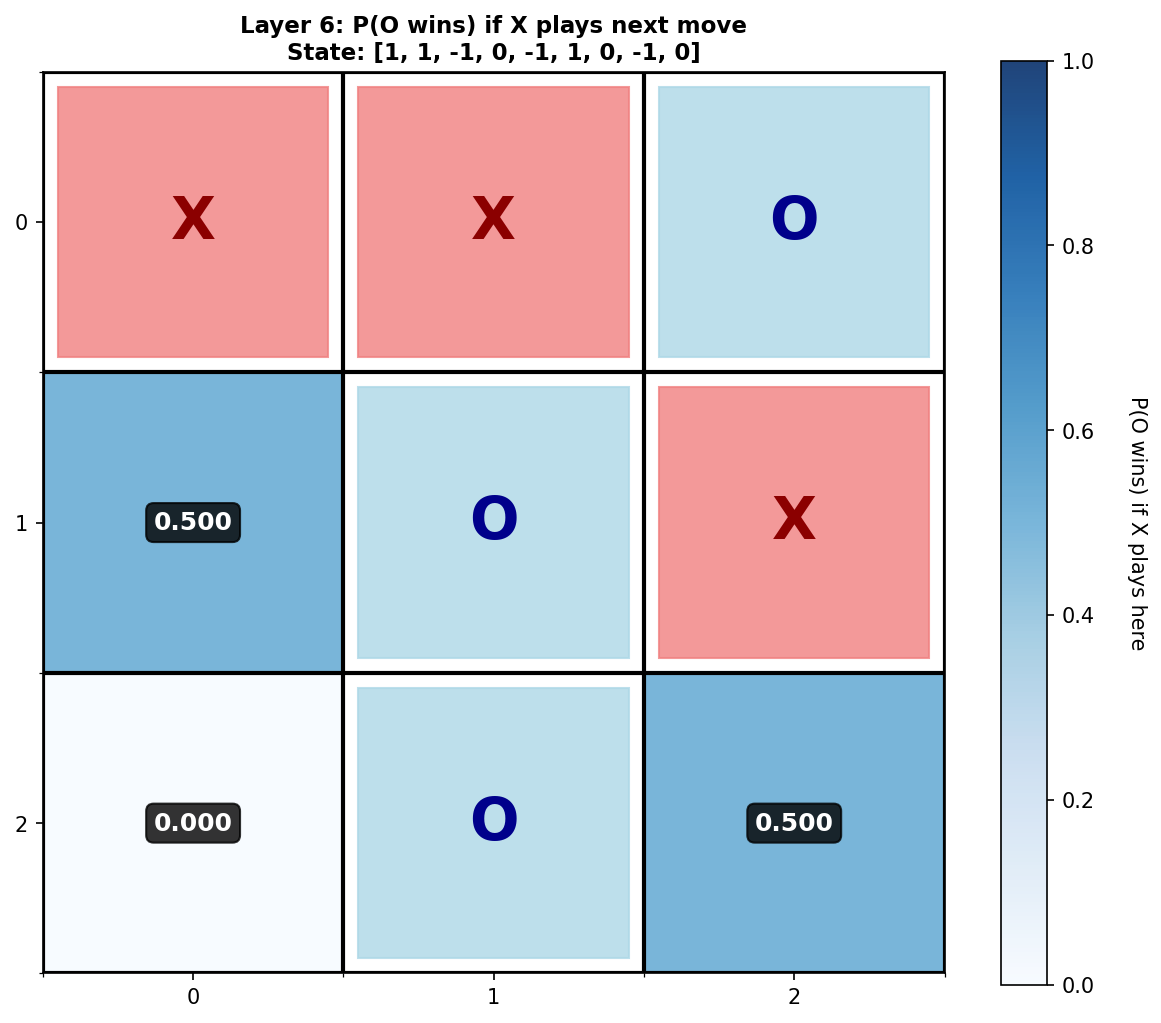 Layer 6: P(O wins) if X plays next move
State: [1, 1, -1, 0, -1, 1, 0, -1, 0]
X X O
0
0.500 O X
1
0.000 O 0.500
2
0 1 2
1.0
0.8
0.6
0.4
0.2
0.0
P(O wins) if X plays here